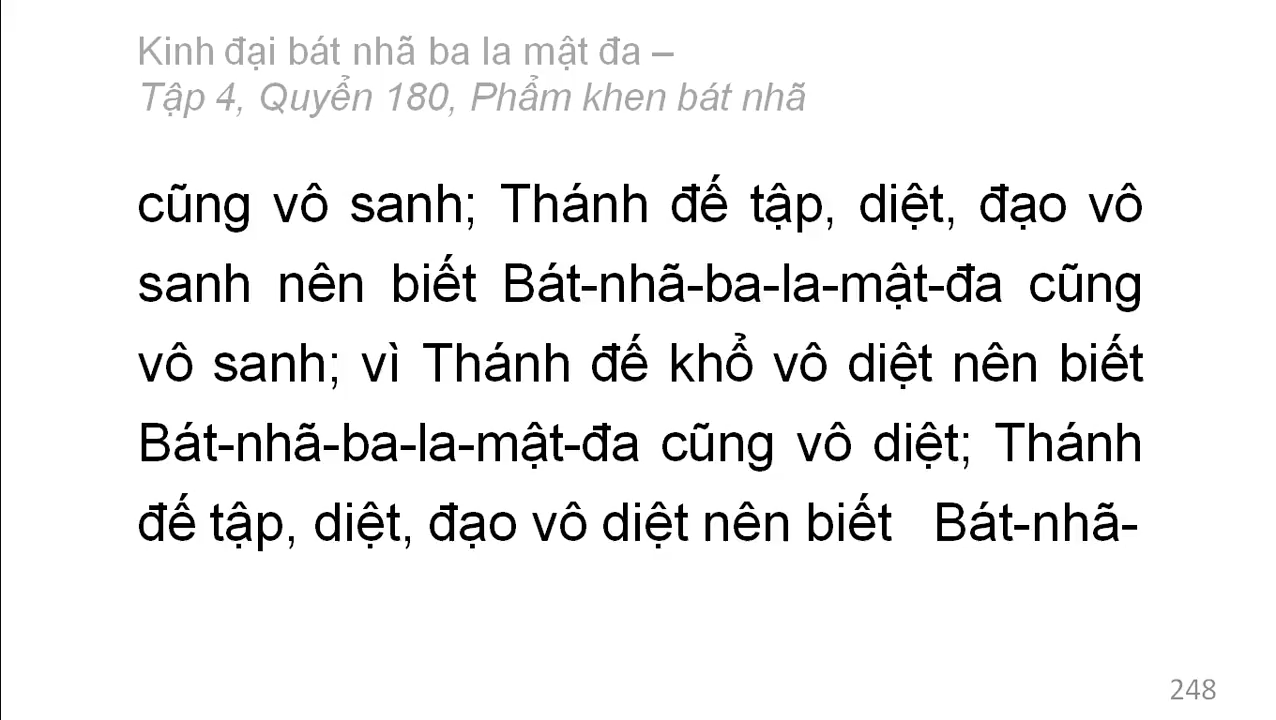 Kinh đại bát nhã ba la mật đa –
Tập 4, Quyển 180, Phẩm khen bát nhã
cũng vô sanh; Thánh đế tập, diệt, đạo vô
sanh nên biết Bát-nhã-ba-la-mật-đa cũng
vô sanh; vì Thánh đế khổ vô diệt nên biết
Bát-nhã-ba-la-mật-đa cũng vô diệt; Thánh
đế tập, diệt, đạo vô diệt nên biết Bát-nhã-
248